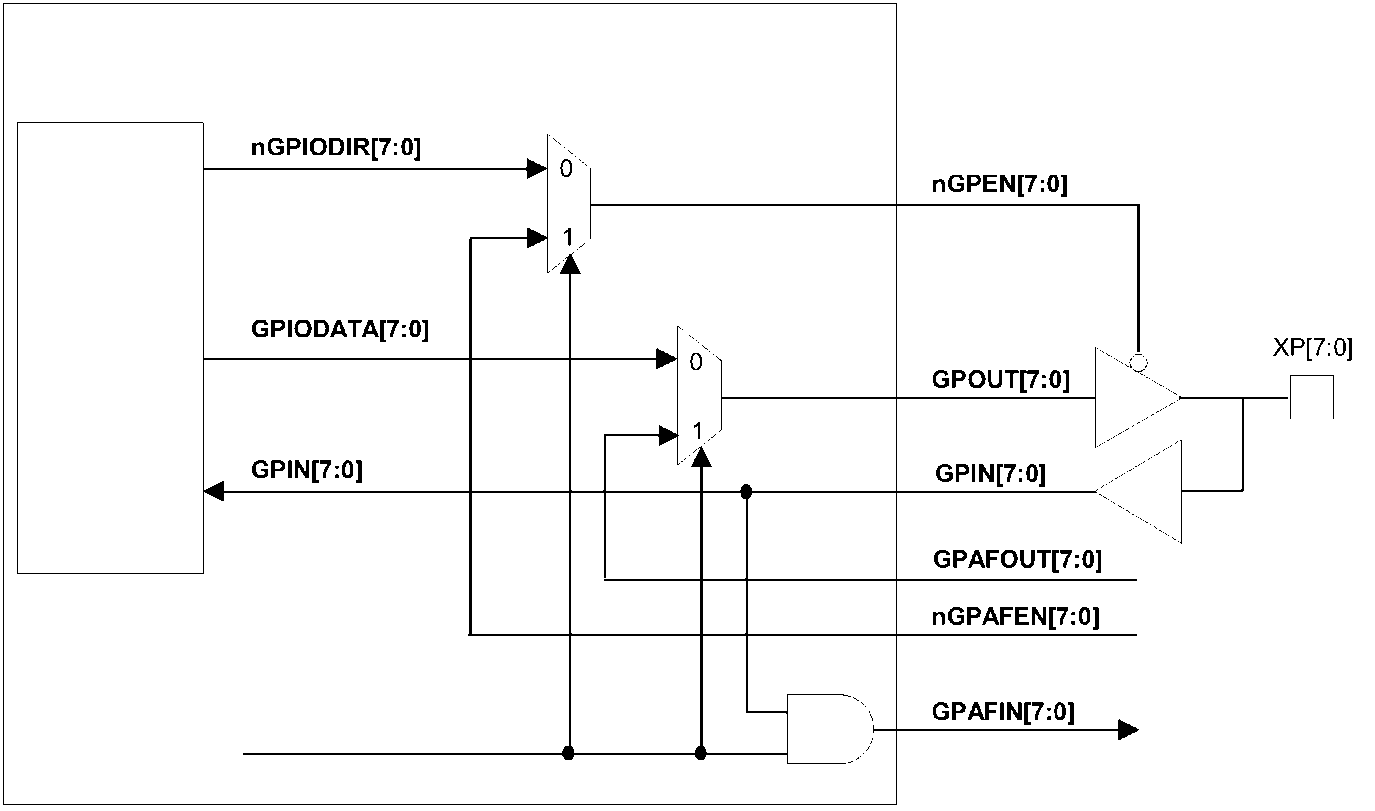 nGPIODIR[7:0]
0
nGPEN[7:0]
1
GPIODATA[7:0]
XP[7:0]
0
GPOUT[7:0]
1
GPIN[7:0]
GPIN[7:0]
GPAFOUT[7:0]
nGPAFEN[7:0]
GPAFIN[7:0]